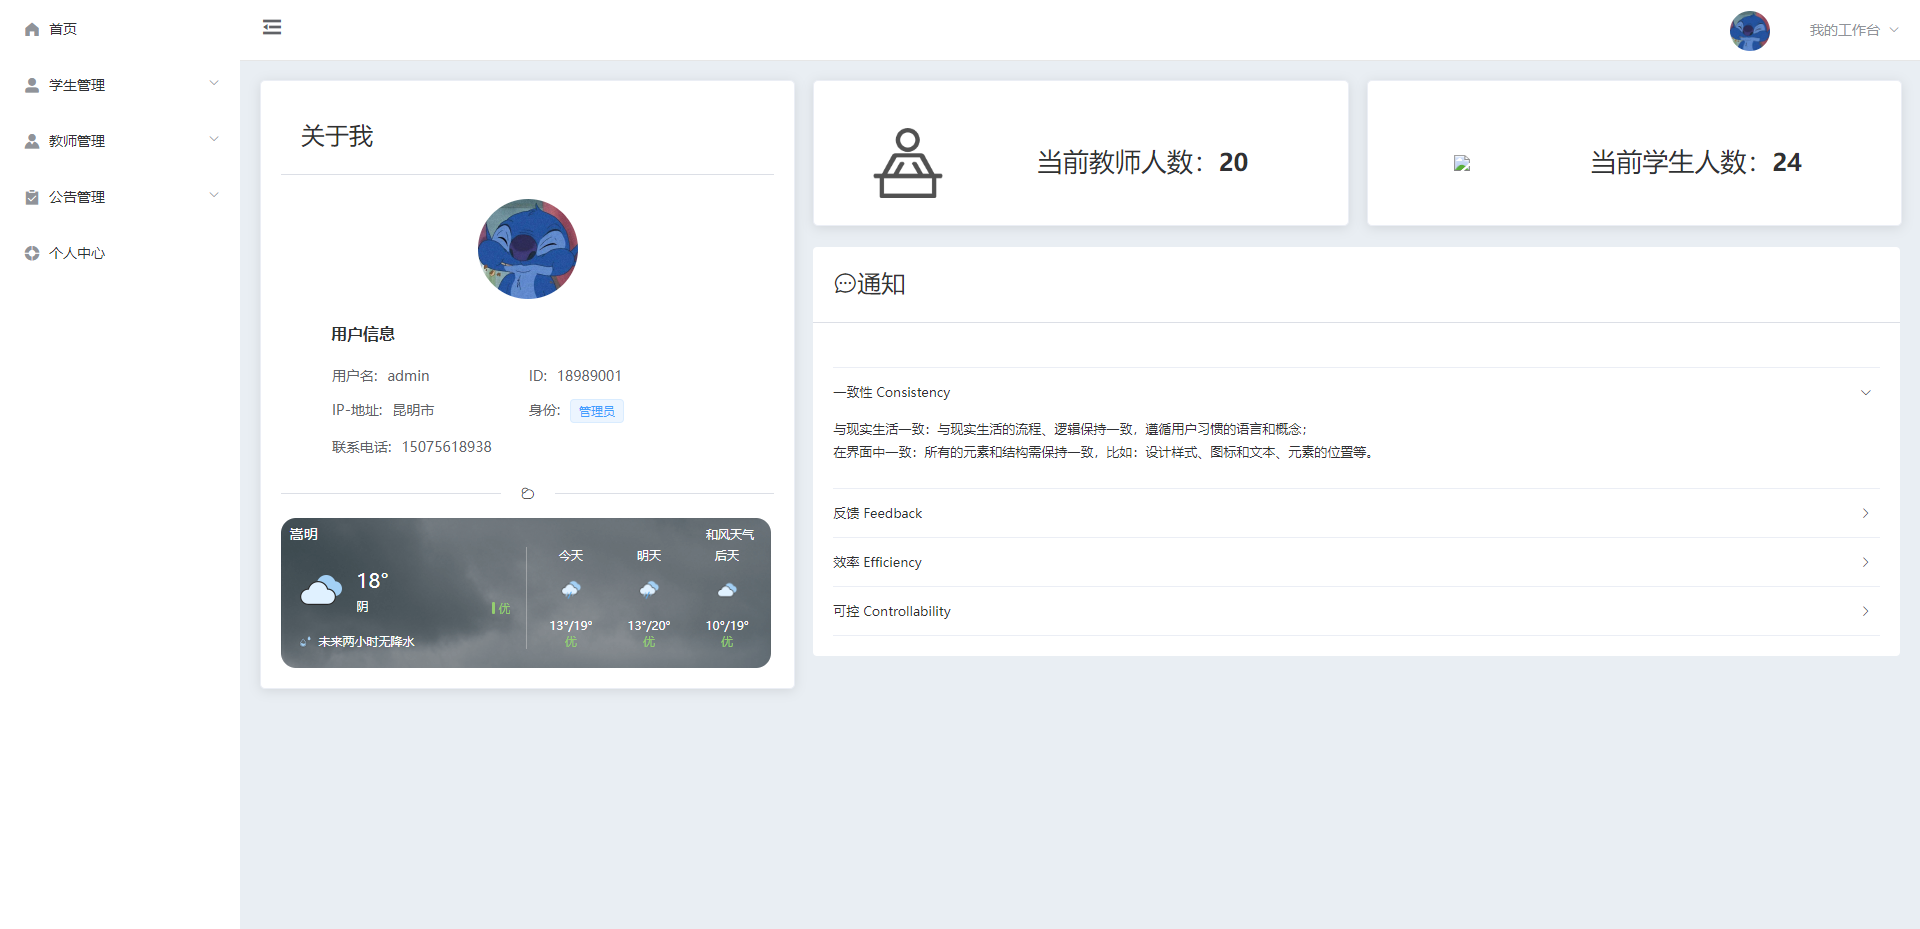 首页
学生管理
教师管理
公告管理
个人中心
我的工作台
关于我
用户信息
用户名: admin
ID: 18989001
IP-地址: 昆明市
身份: 管理员
联系电话: 15075618938
嵩明
和风天气
18°
阴
优
未来两小时无降水
今天 明天 后天
13°/19° 13°/20° 10°/19°
优 优 优
当前教师人数：20
当前学生人数：24
通知
一致性 Consistency
与现实生活一致：与现实生活的流程、逻辑保持一致，遵循用户习惯的语言和概念；
在界面中一致：所有的元素和结构需保持一致，比如：设计样式、图标和文本、元素的位置等。
反馈 Feedback
效率 Efficiency
可控 Controllability